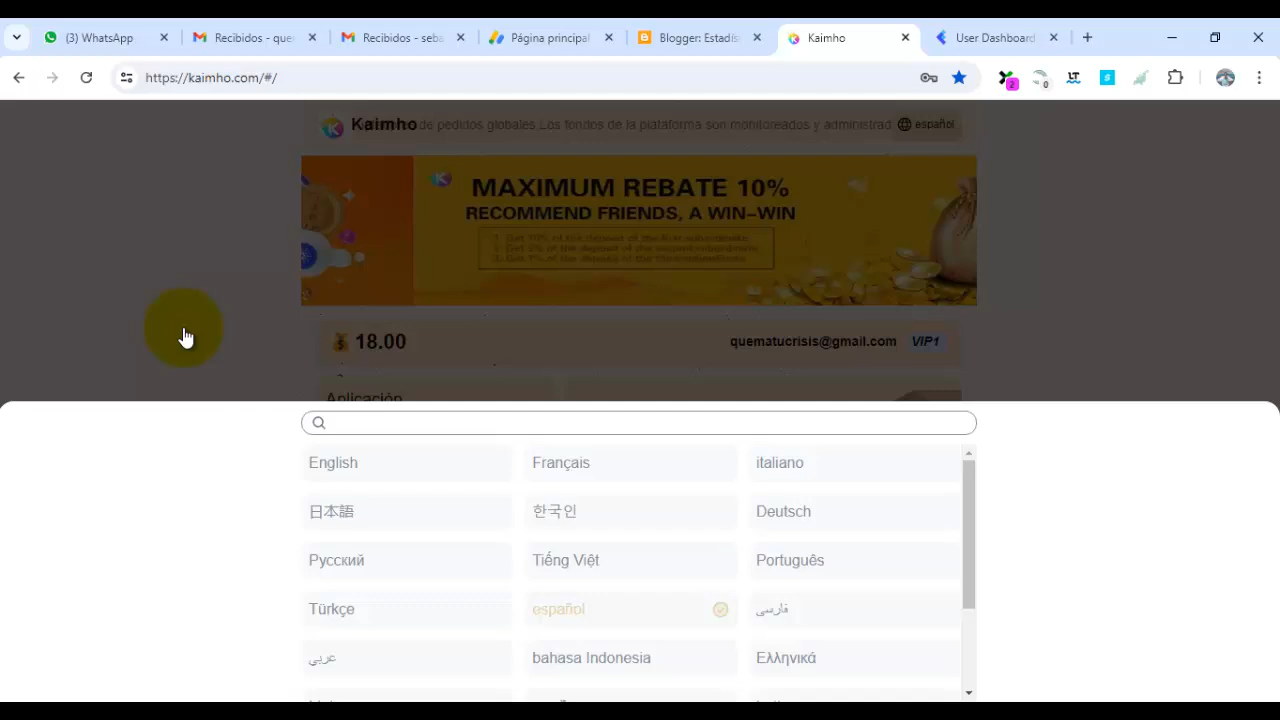 (3) WhatsApp
Recibidos - que
Recibidos - seba
Página principal
Blogger: Estadís
Kaimho
User Dashboard
https://kaimho.com/#/
2
0
LT
Kaimho
de pedidos globales.Los fondos de la plataforma son monitoreados y administrad
español
MAXIMUM REBATE 10%
RECOMMEND FRIENDS, A WIN-WIN
18.00
quematucrisis@gmail.com VIP1
Aplicación
English Français italiano
日本語 한국인 Deutsch
Русский Tiếng Việt Português
Türkçe español فارسی
عربي bahasa Indonesia Ελληνικά